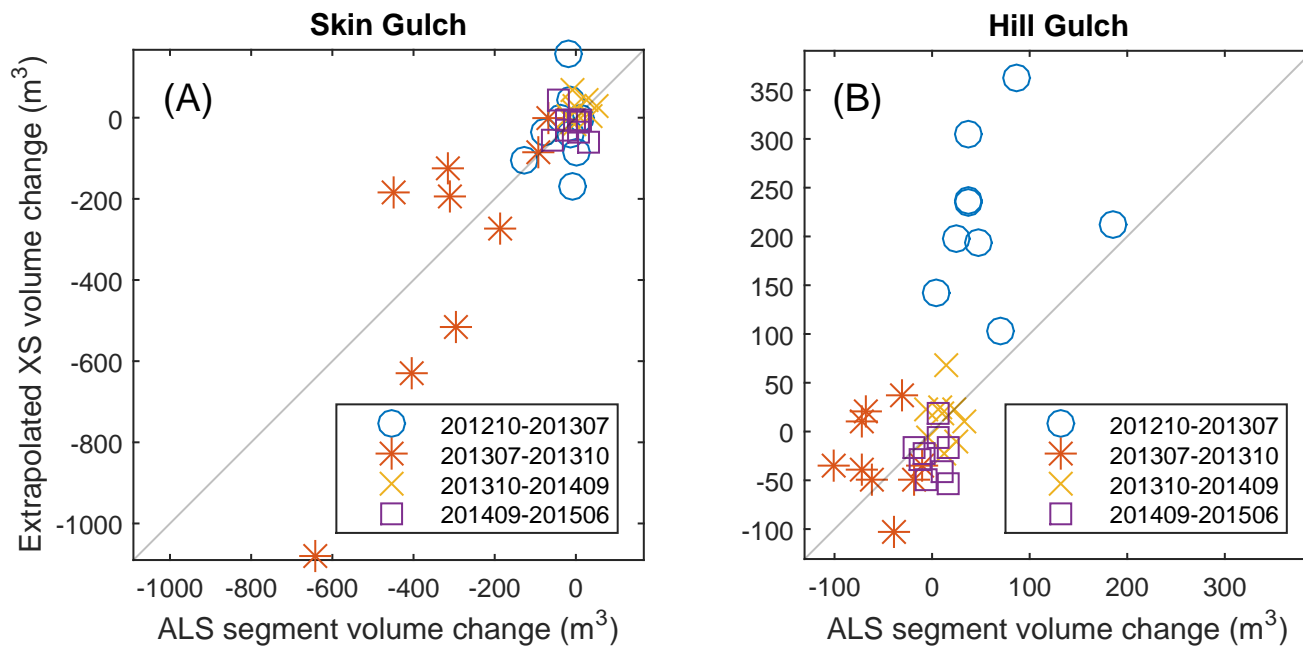 Skin Gulch
(A)
Extrapolated XS volume change (m³)
0
-200
-400
-600
-800
-1000
201210-201307
201307-201310
201310-201409
201409-201506
-1000 -800 -600 -400 -200 0
ALS segment volume change (m³)
Hill Gulch
(B)
350
300
250
200
150
100
50
0
-50
-100
201210-201307
201307-201310
201310-201409
201409-201506
-100 0 100 200 300
ALS segment volume change (m³)